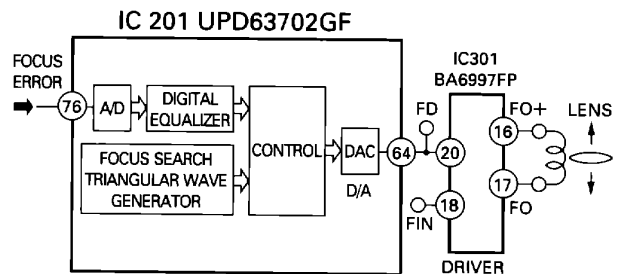 IC 201 UPD63702GF
FOCUS
ERROR
76
A/D
DIGITAL
EQUALIZER
FOCUS SEARCH
TRIANGULAR WAVE
GENERATOR
CONTROL
DAC
D/A
64
FD
FIN
IC301
BA6997FP
20
18
16
17
FO+
FO
LENS
DRIVER